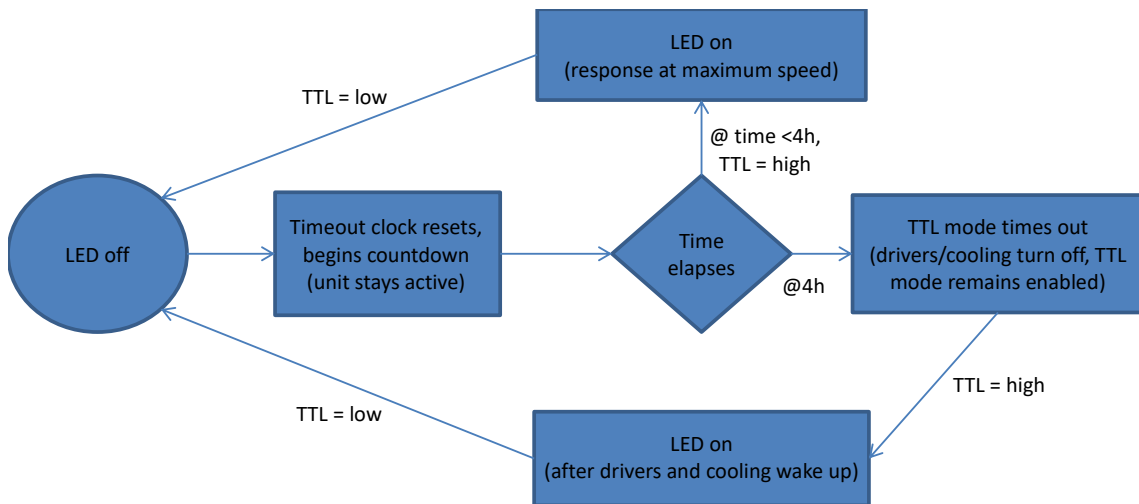 LED on
(response at maximum speed)
TTL = low
@ time <4h,
TTL = high
LED off
Timeout clock resets,
begins countdown
(unit stays active)
Time
elapses
@4h
TTL mode times out
(drivers/cooling turn off, TTL
mode remains enabled)
TTL = high
TTL = low
LED on
(after drivers and cooling wake up)